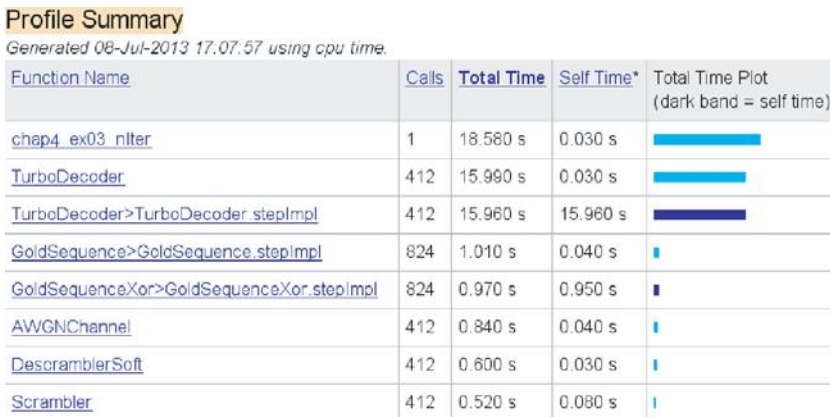 Profile Summary
Generated 08-Jul-2013 17:07:57 using cpu time.
Function Name Calls Total Time Self Time* Total Time Plot
(dark band = self time)
chap4_ex03_nIter 1 18.580 s 0.030 s
TurboDecoder 412 15.990 s 0.030 s
TurboDecoder>TurboDecoder.stepImpl 412 15.960 s 15.960 s
GoldSequence>GoldSequence.stepImpl 824 1.010 s 0.040 s
GoldSequenceXor>GoldSequenceXor.stepImpl 824 0.970 s 0.950 s
AWGNChannel 412 0.840 s 0.040 s
DescramblerSoft 412 0.600 s 0.030 s
Scrambler 412 0.520 s 0.080 s